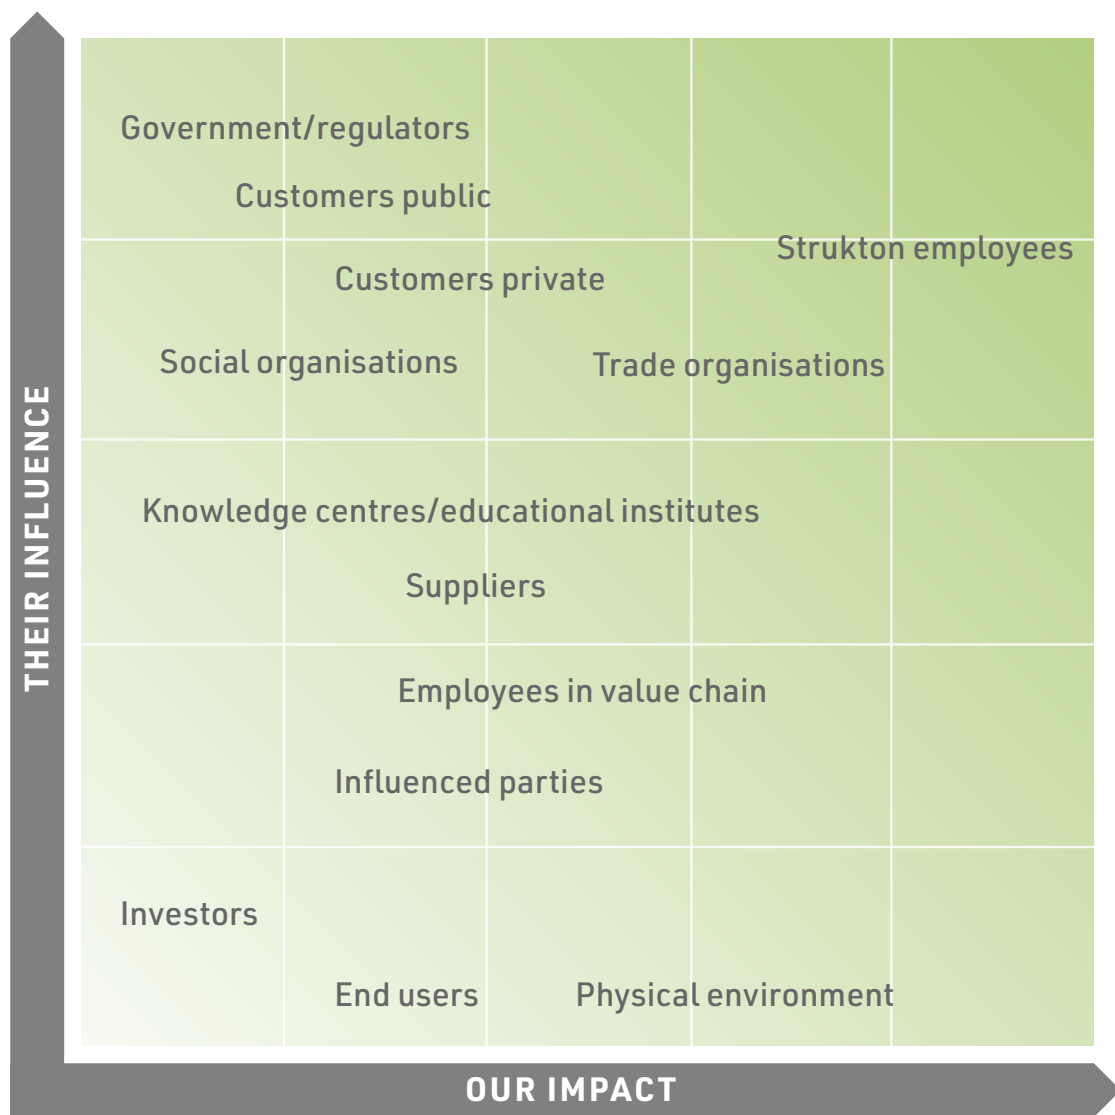 Government/regulators
Customers public
Strukton employees
Customers private
Social organisations
Trade organisations
Knowledge centres/educational institutes
Suppliers
Employees in value chain
Influenced parties
Investors
End users
Physical environment
THEIR INFLUENCE
OUR IMPACT